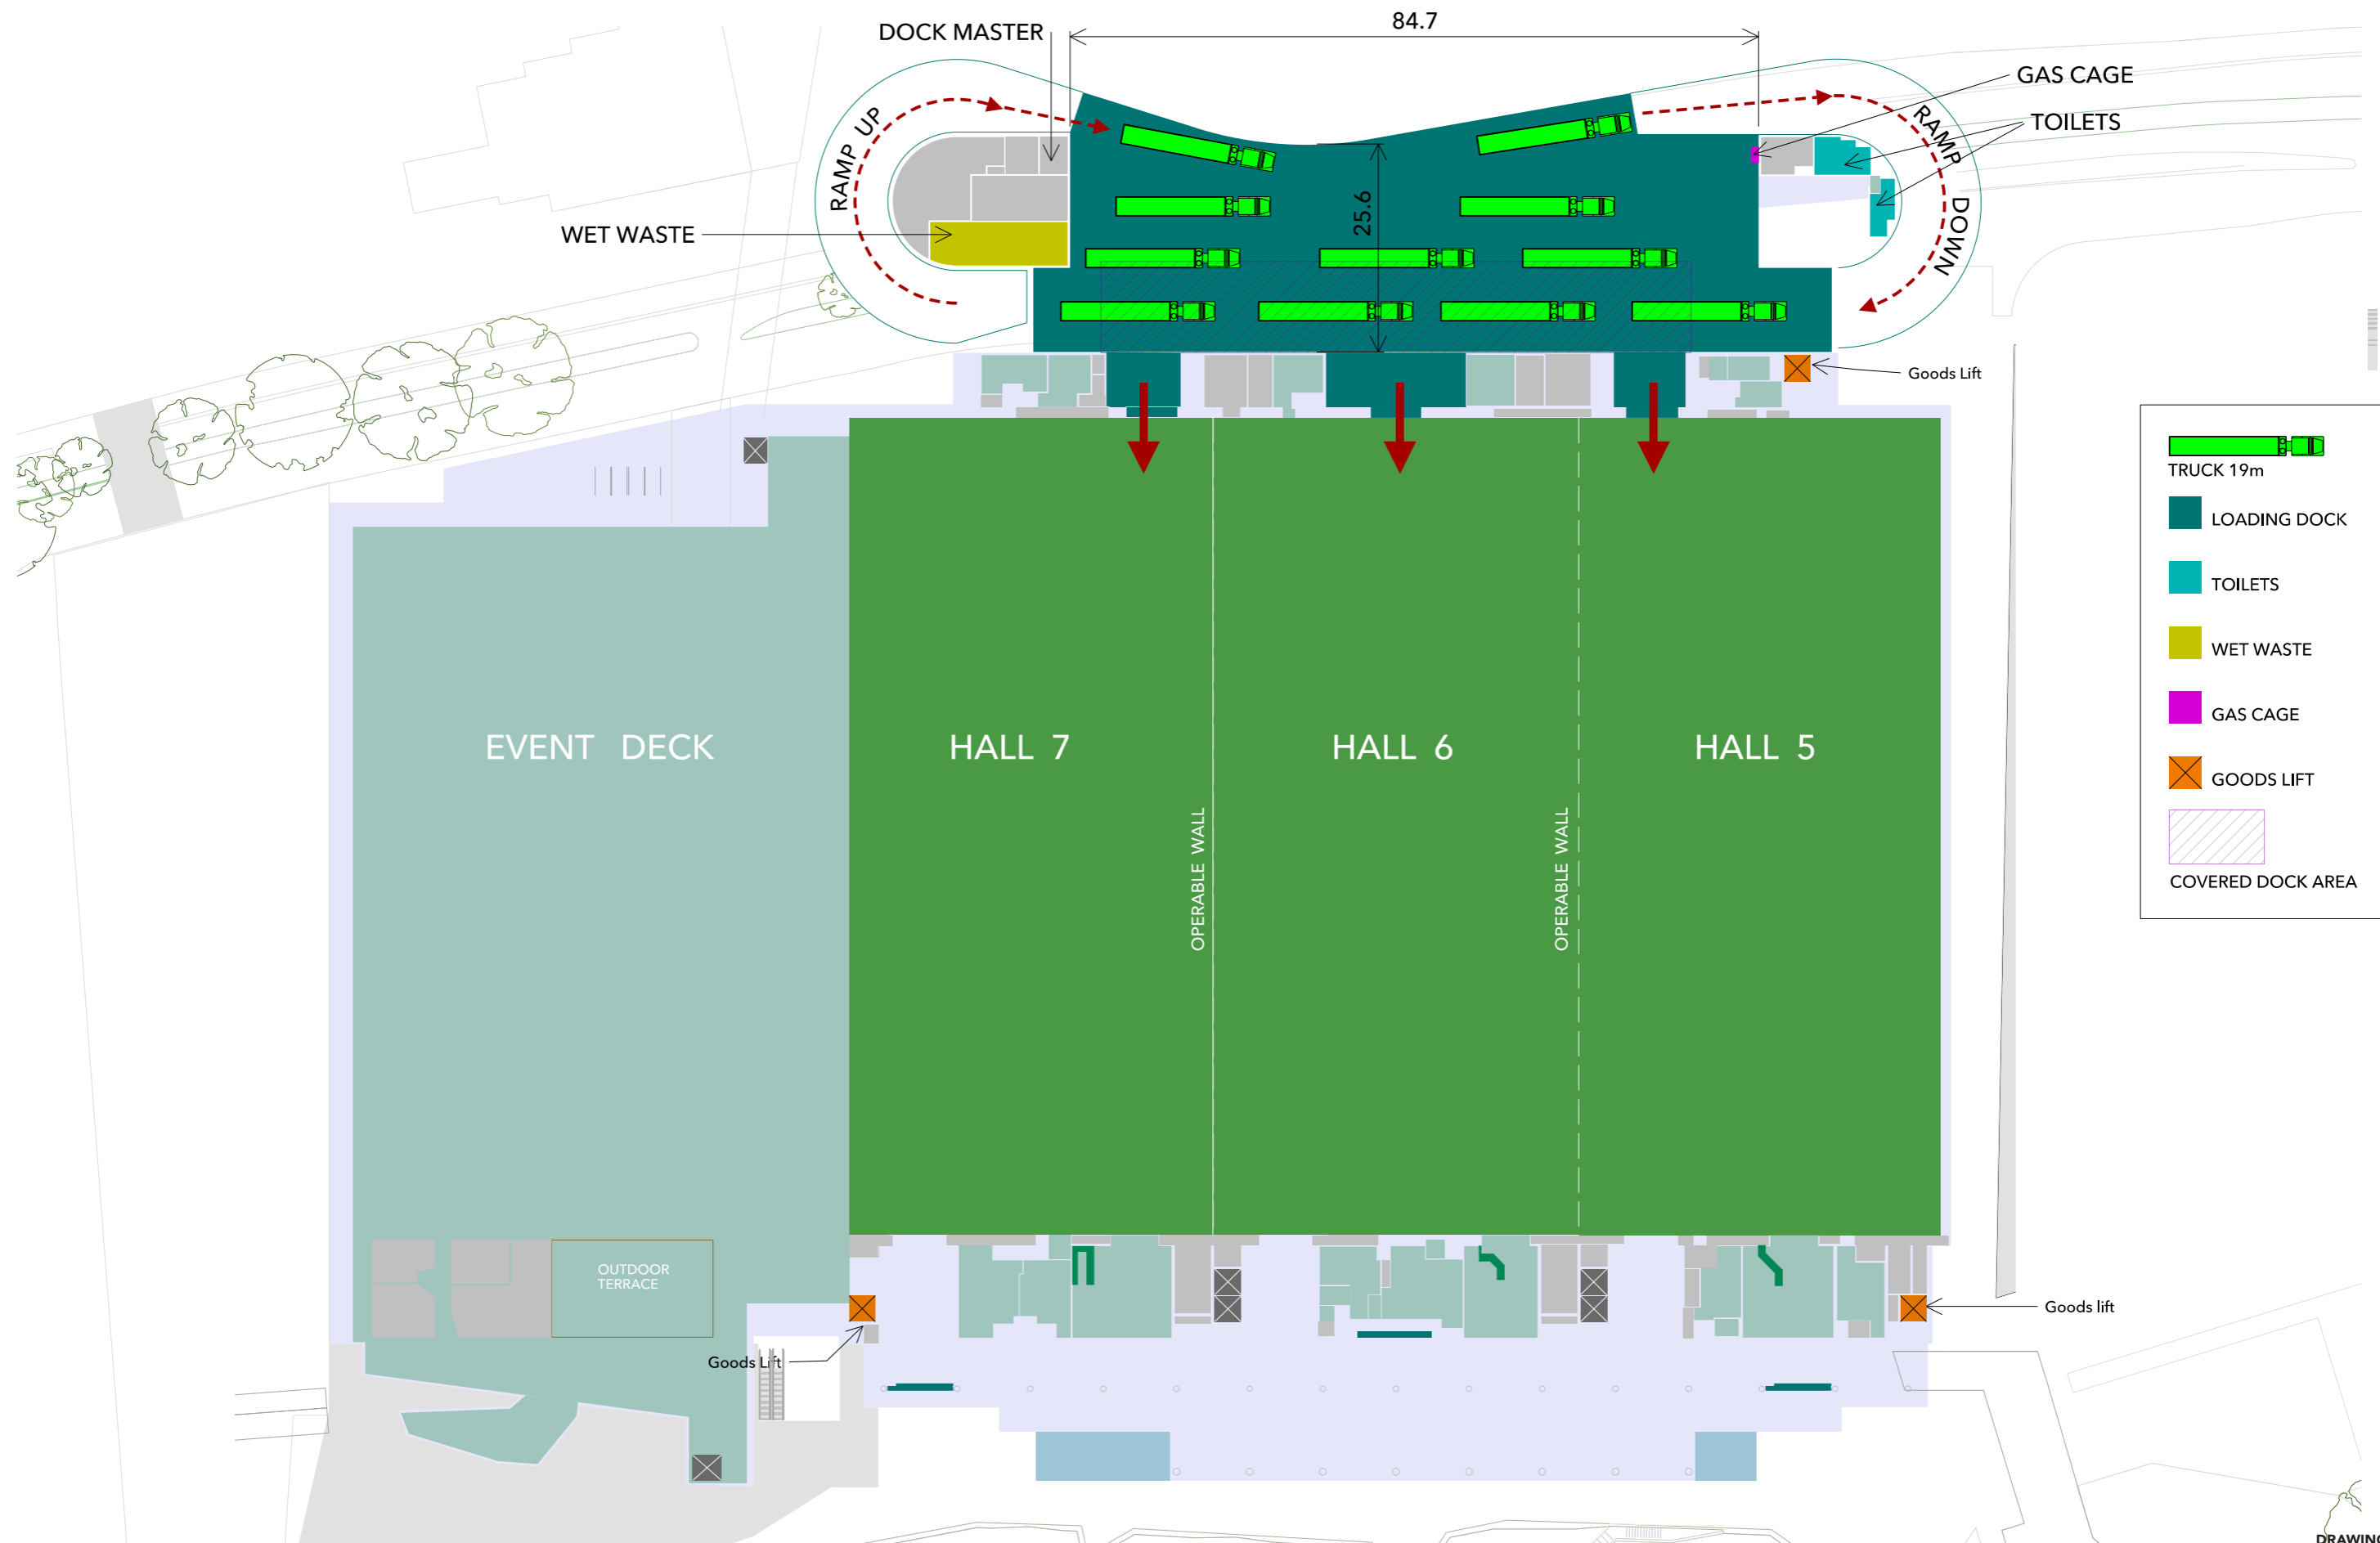 84.7
DOCK MASTER
GAS CAGE
TOILETS
RAMP UP
RAMP DOWN
25.6
WET WASTE
Goods Lift
TRUCK 19m
LOADING DOCK
TOILETS
WET WASTE
GAS CAGE
GOODS LIFT
COVERED DOCK AREA
EVENT DECK
HALL 7
HALL 6
HALL 5
OPERABLE WALL
OPERABLE WALL
OUTDOOR
TERRACE
Goods Lift
Goods lift
DRAWING